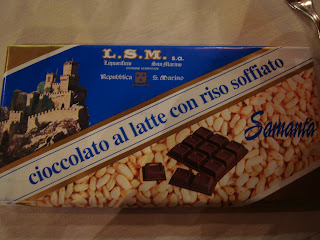 L.S.M. s.a.
Liquorificio San Marino
Repubblica S. Marino
cioccolato al latte con riso soffiato
Samanta